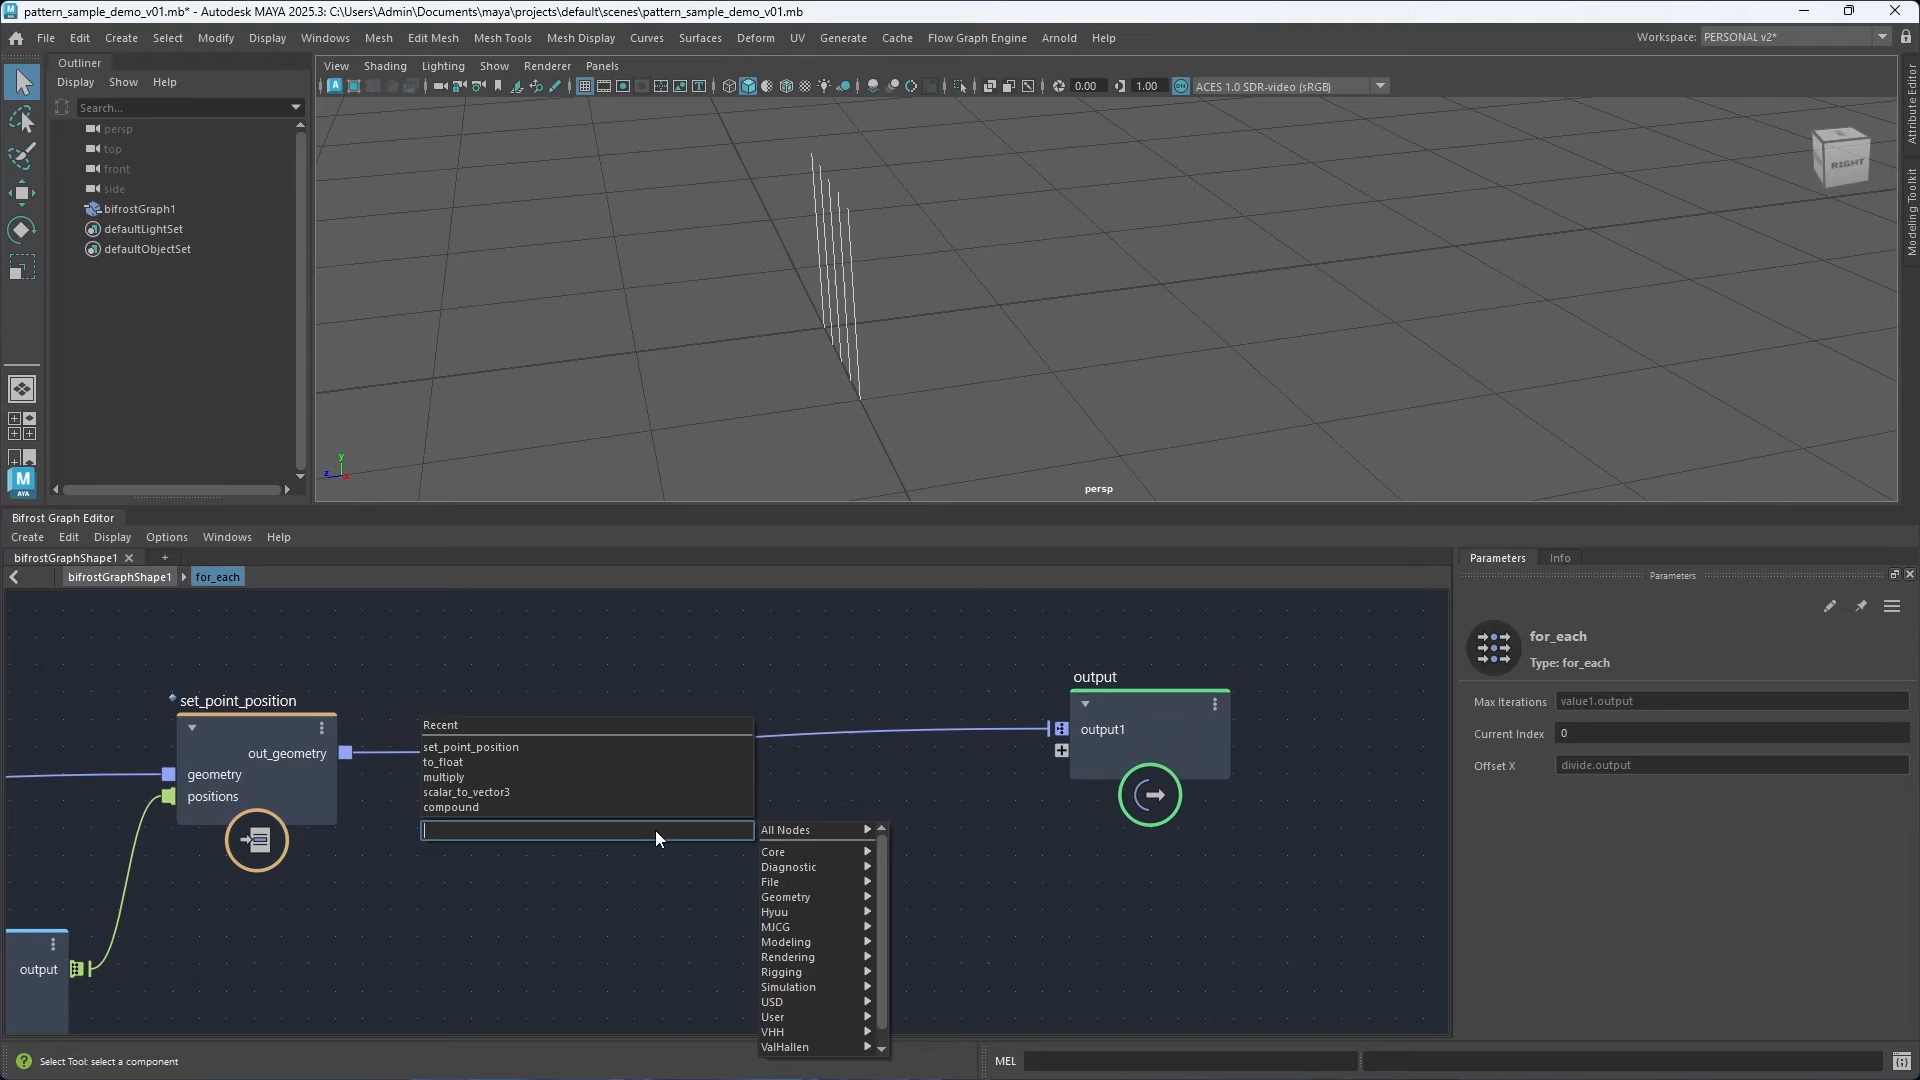 pattern_sample_demo_v01.mb* - Autodesk MAYA 2025.3: C:\Users\Admin\Documents\maya\projects\default\scenes\pattern_sample_demo_v01.mb
File Edit Create Select Modify Display Windows Mesh Edit Mesh Mesh Tools Mesh Display Curves Surfaces Deform UV Generate Cache Flow Graph Engine Arnold Help
Workspace: PERSONAL v2*
Outliner
Display Show Help
Search...
persp
top
front
side
bifrostGraph1
defaultLightSet
defaultObjectSet
View Shading Lighting Show Renderer Panels
0.00
1.00
ACES 1.0 SDR-video (sRGB)
RIGHT
Attribute Editor
Modeling Toolkit
y
z
x
persp
M
AYA
Bifrost Graph Editor
Create Edit Display Options Windows Help
bifrostGraphShape1
+
bifrostGraphShape1
for_each
set_point_position
out_geometry
geometry
positions
output
Recent
set_point_position
to_float
multiply
scalar_to_vector3
compound
All Nodes
Core
Diagnostic
File
Geometry
Hyuu
MJCG
Modeling
Rendering
Rigging
Simulation
USD
User
VHH
ValHallen
output
output1
Parameters Info
Parameters
for_each
Type: for_each
Max Iterations value1.output
Current Index 0
Offset X divide.output
Select Tool: select a component
MEL